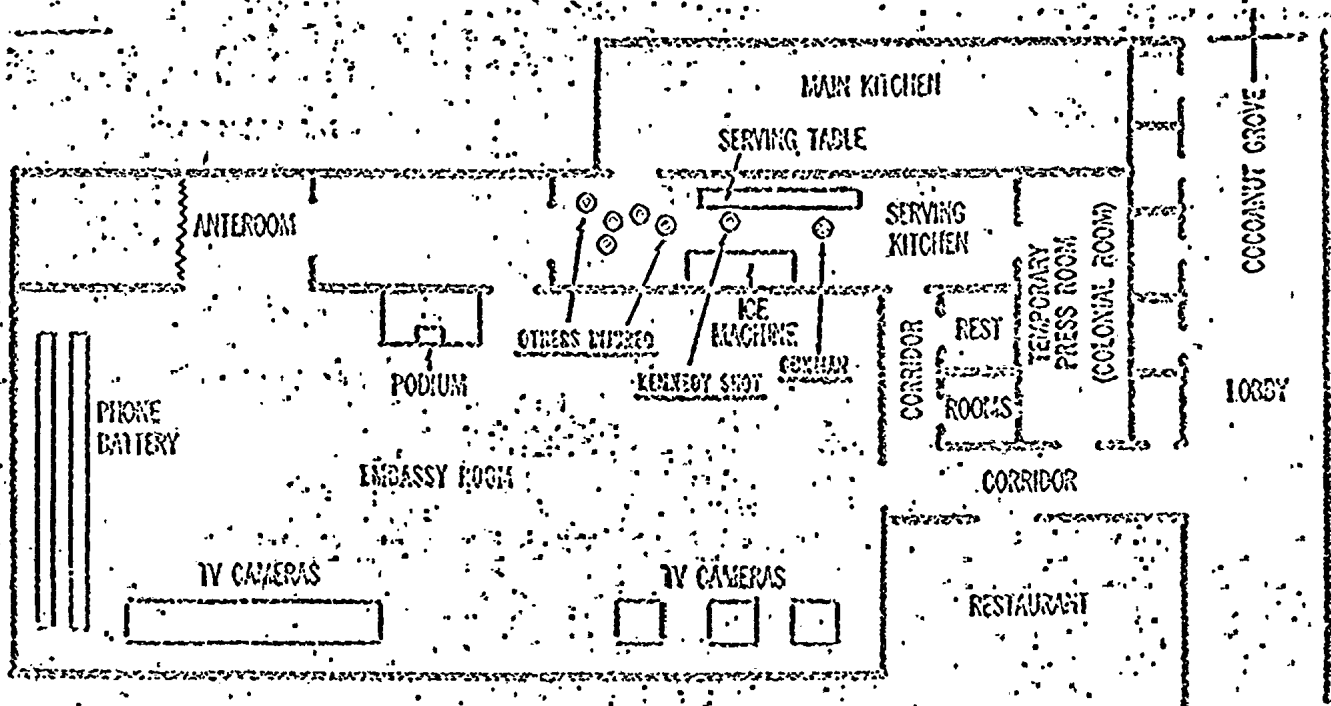 MAIN KITCHEN
SERVING TABLE
COCOANUT GROVE
ANTEROOM
SERVING
KITCHEN
TEMPORARY
PRESS ROOM
(COLONIAL ROOM)
OTHERS INJURED
ICE
MACHINE
KENNEDY SHOT
GUNMAN
CORRIDOR
REST
ROOMS
PODIUM
LOBBY
PHONE
BATTERY
EMBASSY ROOM
CORRIDOR
TV CAMERAS
TV CAMERAS
RESTAURANT